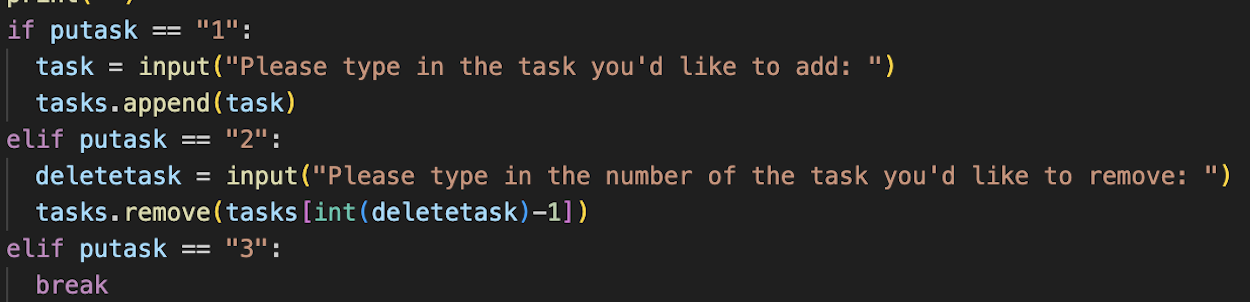 if putask == "1":
task = input("Please type in the task you'd like to add: ")
tasks.append(task)
elif putask == "2":
deletetask = input("Please type in the number of the task you'd like to remove: ")
tasks.remove(tasks[int(deletetask)-1])
elif putask == "3":
break